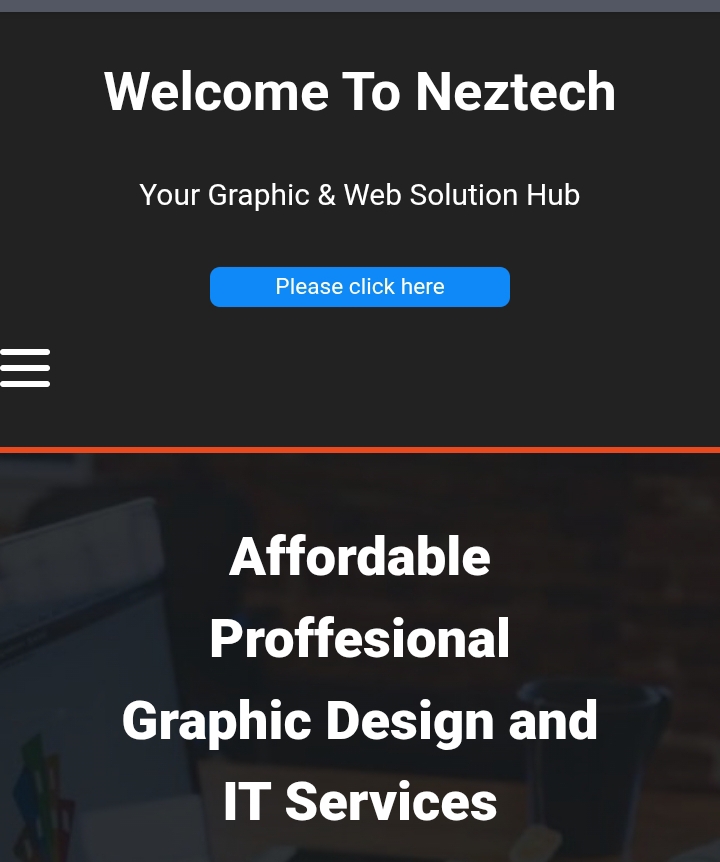 Welcome To Neztech
Your Graphic & Web Solution Hub
Please click here
Affordable
Proffesional
Graphic Design and
IT Services